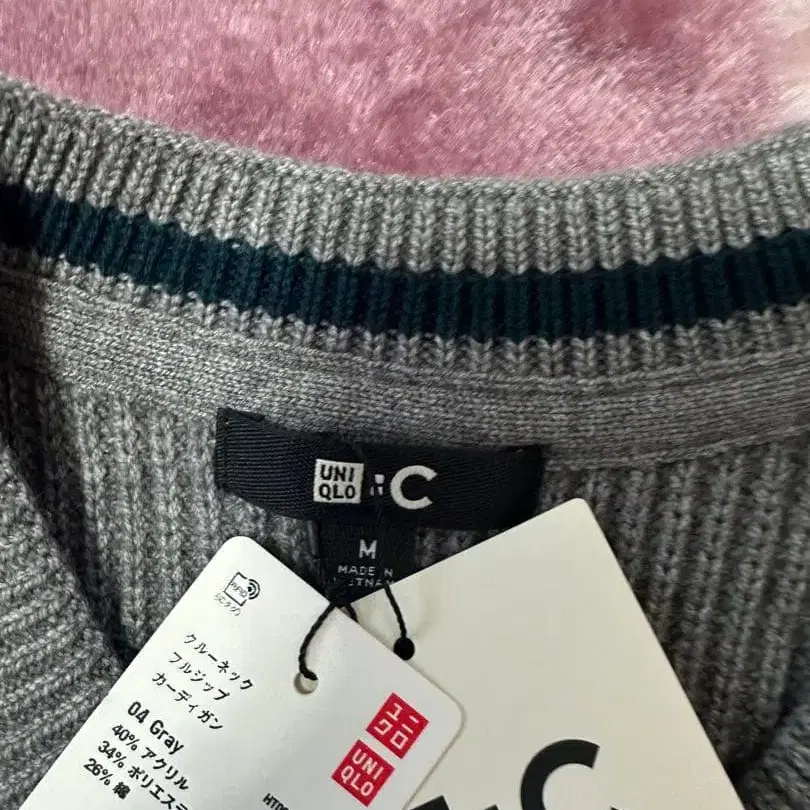 UNI
QLO :C
M
MADE IN
VIETNAM
RFID
クルーネック
フルジップ
カーディガン
04 Gray
40% アクリル
34% ポリエステ
26% 綿
ユニ
クロ
UNI
QLO
:C